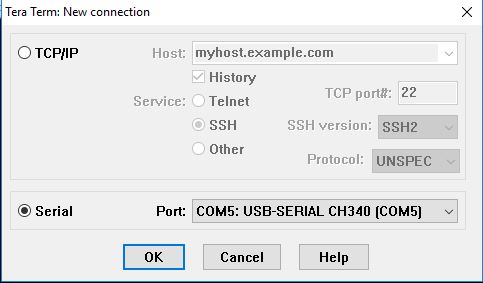 Tera Term: New connection
TCP/IP
Host: myhost.example.com
History
Service: Telnet
TCP port#: 22
SSH
SSH version: SSH2
Other
Protocol: UNSPEC
Serial
Port: COM5: USB-SERIAL CH340 (COM5)
OK Cancel Help